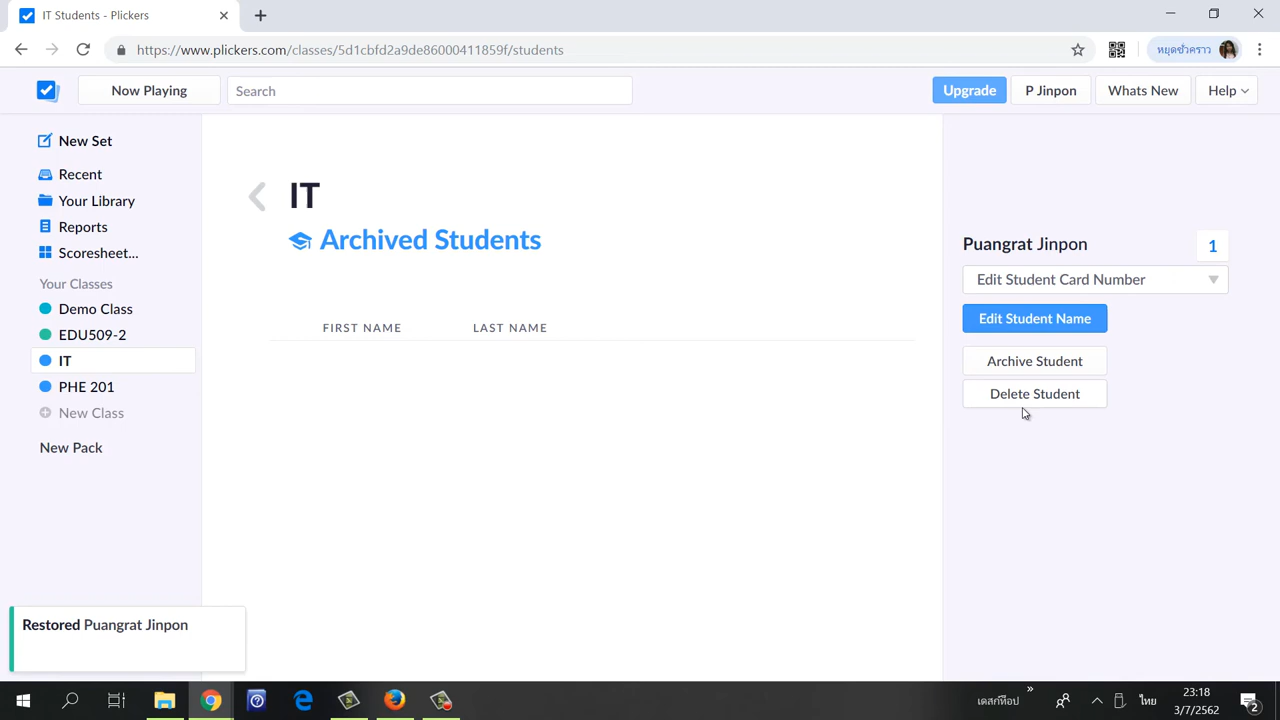 IT Students - Plickers
https://www.plickers.com/classes/5d1cbfd2a9de86000411859f/students
หยุดชั่วคราว
Now Playing
Search
Upgrade
P Jinpon
Whats New
Help
New Set
Recent
Your Library
Reports
Scoresheet...
Your Classes
Demo Class
EDU509-2
IT
PHE 201
New Class
New Pack
IT
Archived Students
FIRST NAME
LAST NAME
Puangrat Jinpon
1
Edit Student Card Number
Edit Student Name
Archive Student
Delete Student
Restored Puangrat Jinpon
เดสก์ท็อป
»
ไทย
23:18
3/7/2562
2